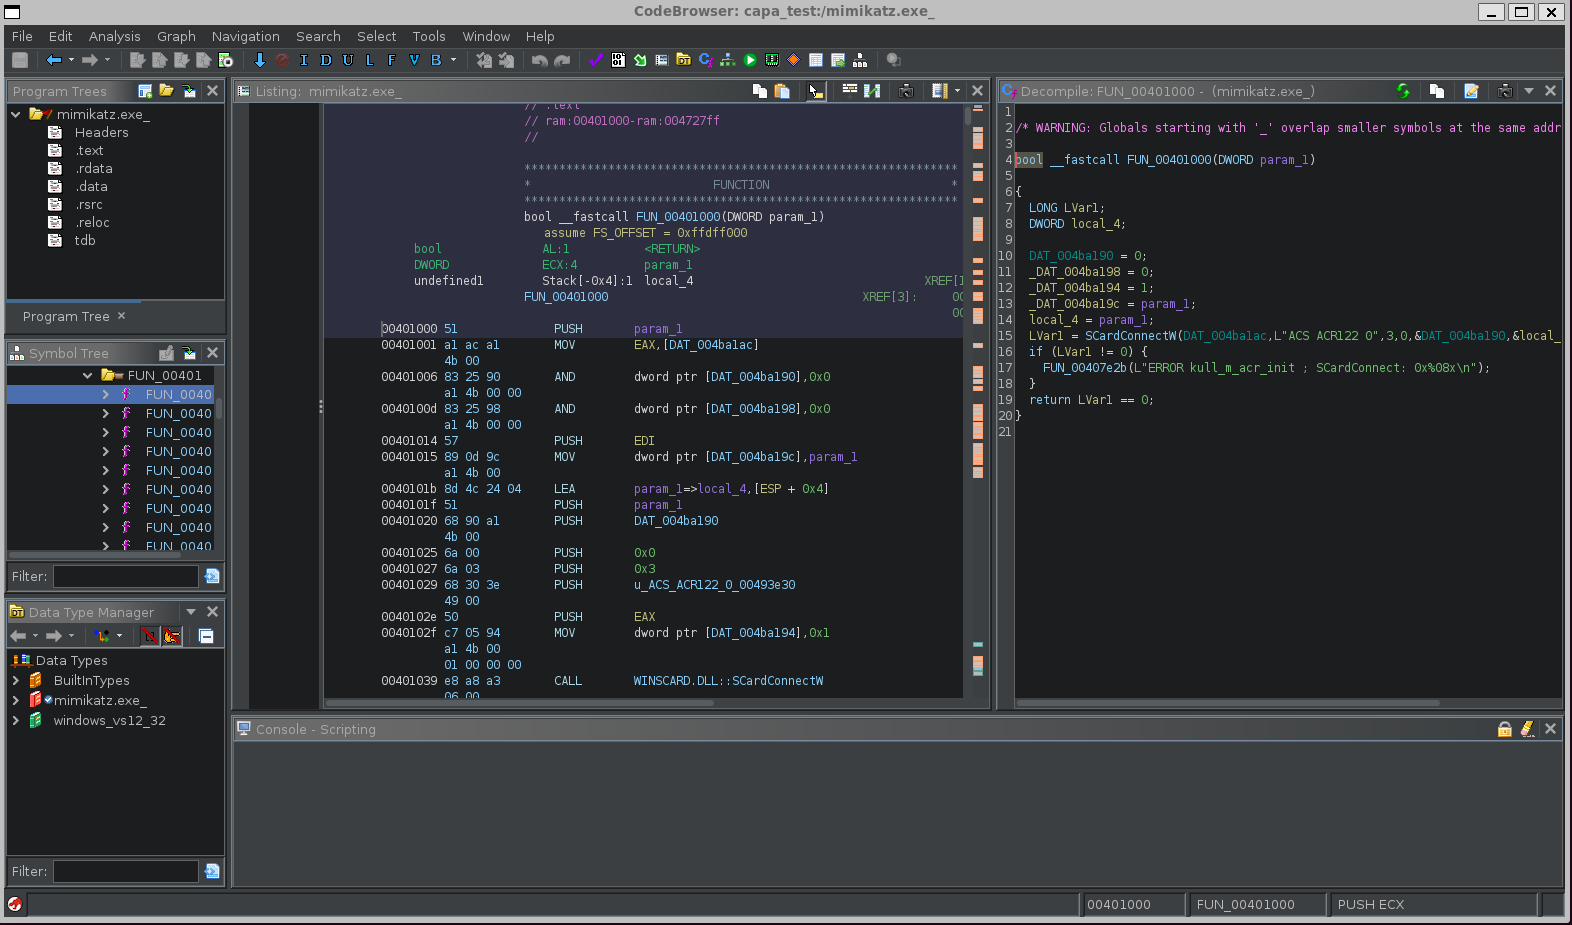 CodeBrowser: capa_test:/mimikatz.exe_
File Edit Analysis Graph Navigation Search Select Tools Window Help
I D U L F V B
Program Trees
mimikatz.exe_
Headers
.text
.rdata
.data
.rsrc
.reloc
tdb
Program Tree
Symbol Tree
FUN_00401
FUN_0040
FUN_0040
FUN_0040
FUN_0040
FUN_0040
FUN_0040
FUN_0040
FUN_0040
FUN_0040
Filter:
Data Type Manager
Data Types
BuiltInTypes
mimikatz.exe_
windows_vs12_32
Filter:
Listing: mimikatz.exe_
// .text
// ram:00401000-ram:004727ff
//
**************************************************************
* FUNCTION *
**************************************************************
bool __fastcall FUN_00401000(DWORD param_1)
assume FS_OFFSET = 0xffdff000
bool AL:1 <RETURN>
DWORD ECX:4 param_1
undefined1 Stack[-0x4]:1 local_4 XREF[1
FUN_00401000 XREF[3]: 00
00
00401000 51 PUSH param_1
00401001 a1 ac a1 MOV EAX,[DAT_004ba1ac]
4b 00
00401006 83 25 90 AND dword ptr [DAT_004ba190],0x0
a1 4b 00 00
0040100d 83 25 98 AND dword ptr [DAT_004ba198],0x0
a1 4b 00 00
00401014 57 PUSH EDI
00401015 89 0d 9c MOV dword ptr [DAT_004ba19c],param_1
a1 4b 00
0040101b 8d 4c 24 04 LEA param_1=>local_4,[ESP + 0x4]
0040101f 51 PUSH param_1
00401020 68 90 a1 PUSH DAT_004ba190
4b 00
00401025 6a 00 PUSH 0x0
00401027 6a 03 PUSH 0x3
00401029 68 30 3e PUSH u_ACS_ACR122_0_00493e30
49 00
0040102e 50 PUSH EAX
0040102f c7 05 94 MOV dword ptr [DAT_004ba194],0x1
a1 4b 00
01 00 00 00
00401039 e8 a8 a3 CALL WINSCARD.DLL::SCardConnectW
06 00
Decompile: FUN_00401000 - (mimikatz.exe_)
1
2 /* WARNING: Globals starting with '_' overlap smaller symbols at the same addr
3
4 bool __fastcall FUN_00401000(DWORD param_1)
5
6 {
7 LONG LVar1;
8 DWORD local_4;
9
10 DAT_004ba190 = 0;
11 _DAT_004ba198 = 0;
12 _DAT_004ba194 = 1;
13 _DAT_004ba19c = param_1;
14 local_4 = param_1;
15 LVar1 = SCardConnectW(DAT_004ba1ac,L"ACS ACR122 0",3,0,&DAT_004ba190,&local_
16 if (LVar1 != 0) {
17 FUN_00407e2b(L"ERROR kull_m_acr_init ; SCardConnect: 0x%08x\n");
18 }
19 return LVar1 == 0;
20 }
21
Console - Scripting
00401000 FUN_00401000 PUSH ECX